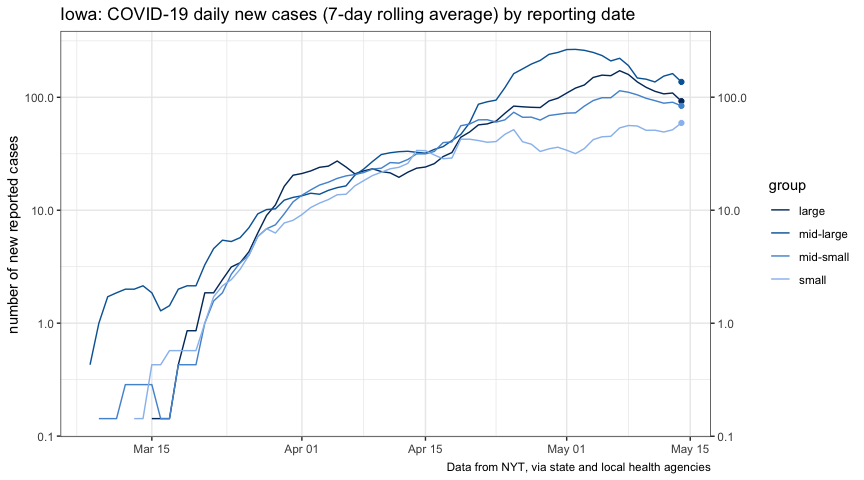 Iowa: COVID-19 daily new cases (7-day rolling average) by reporting date
number of new reported cases
100.0
10.0
1.0
0.1
100.0
10.0
1.0
0.1
Mar 15
Apr 01
Apr 15
May 01
May 15
group
large
mid-large
mid-small
small
Data from NYT, via state and local health agencies